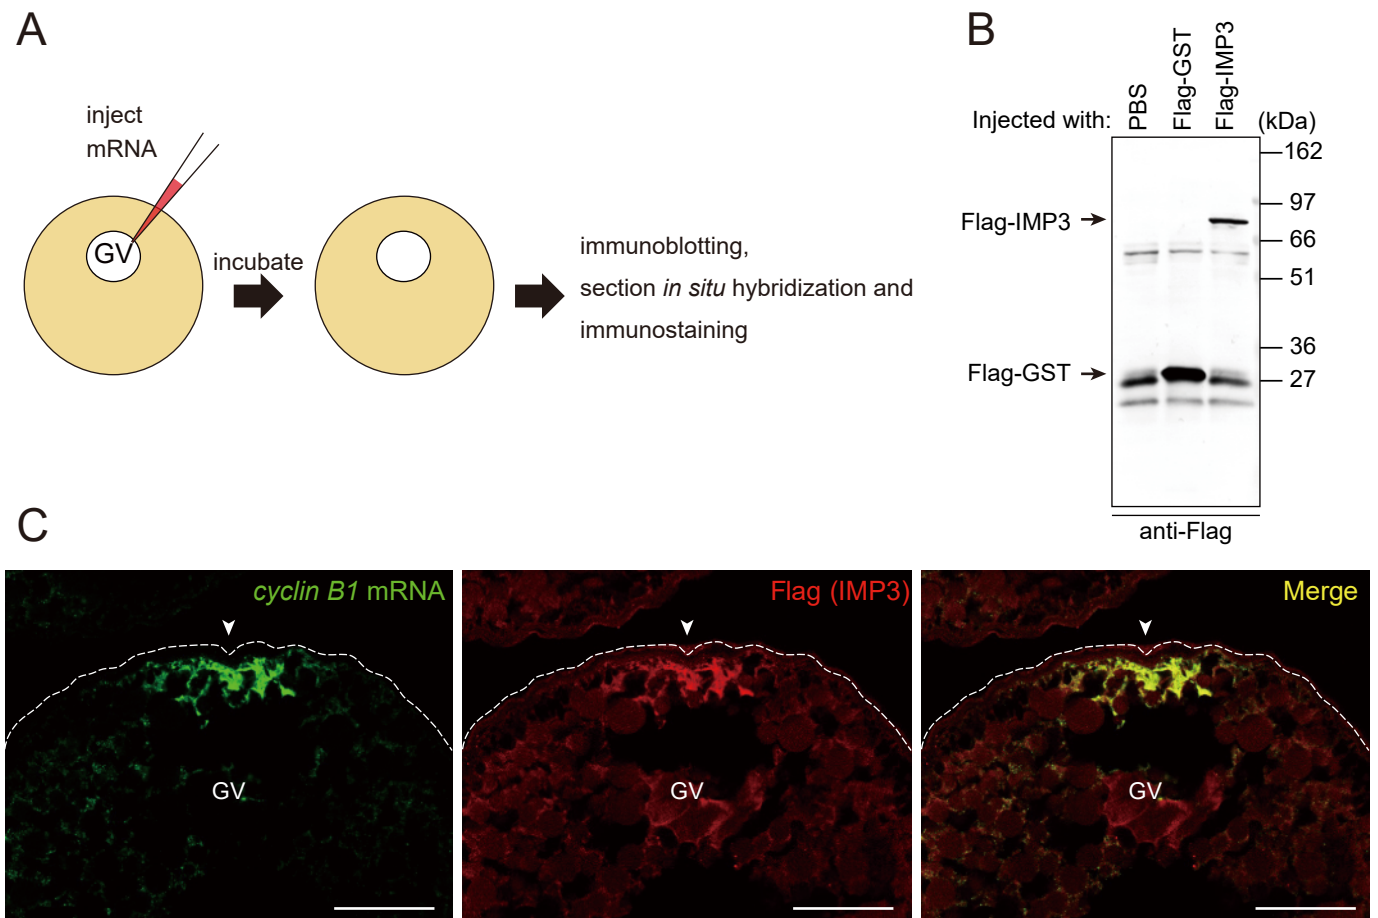 A
inject
mRNA
GV
incubate
immunoblotting,
section in situ hybridization and
immunostaining
B
Injected with:
PBS
Flag-GST
Flag-IMP3
(kDa)
162
97
Flag-IMP3
66
51
36
Flag-GST
27
anti-Flag
C
cyclin B1 mRNA
GV
Flag (IMP3)
GV
Merge
GV